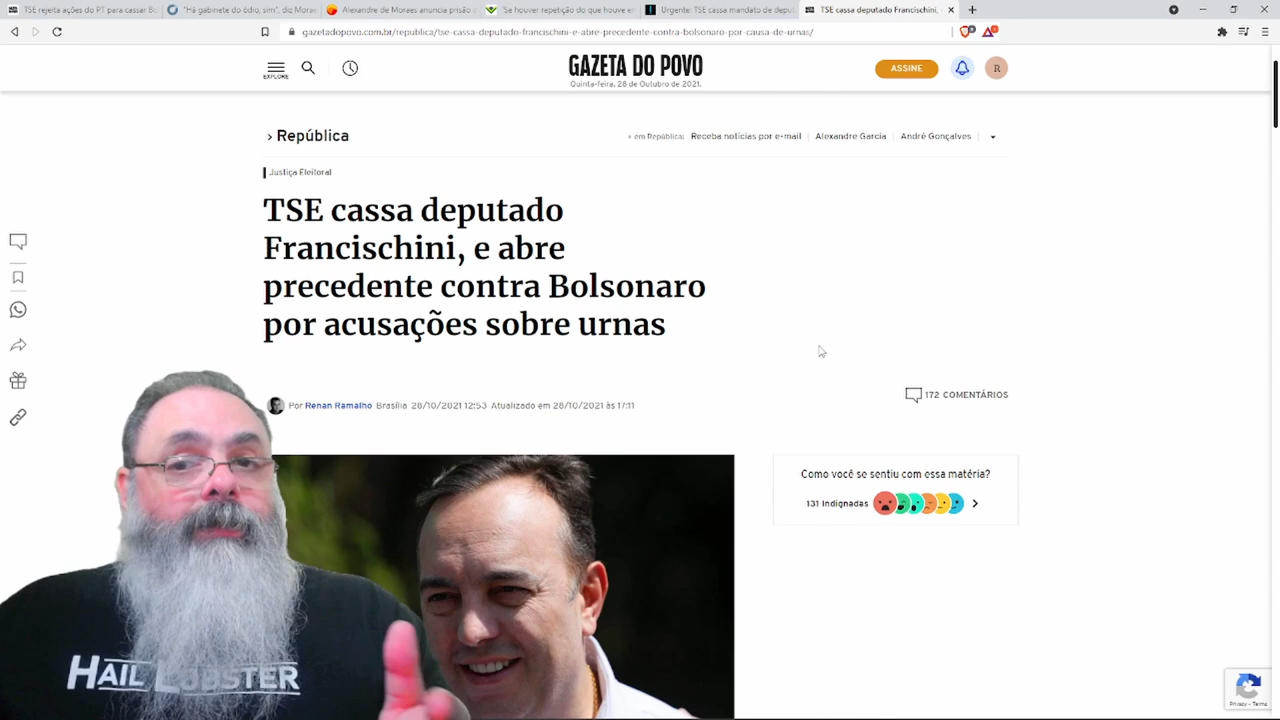 TSE rejeita ações do PT para cassar Bo
"Há gabinete do ódio, sim", diz Morae
Alexandre de Moraes anuncia prisão d
"Se houver repetição do que houve en
Urgente: TSE cassa mandato de deput
TSE cassa deputado Francischini,
gazetadopovo.com.br/republica/tse-cassa-deputado-francischini-e-abre-precedente-contra-bolsonaro-por-causa-de-urnas/
EXPLORE
GAZETA DO POVO
Quinta-feira, 28 de Outubro de 2021.
ASSINE
R
> República
+ em República:
Receba notícias por e-mail
Alexandre Garcia
André Gonçalves
Justiça Eleitoral
TSE cassa deputado
Francischini, e abre
precedente contra Bolsonaro
por acusações sobre urnas
Por Renan Ramalho Brasília 28/10/2021 12:53 Atualizado em 28/10/2021 às 17:11
172 COMENTÁRIOS
Como você se sentiu com essa matéria?
131 Indignadas
HAIL LOBSTER
Privacy - Terms